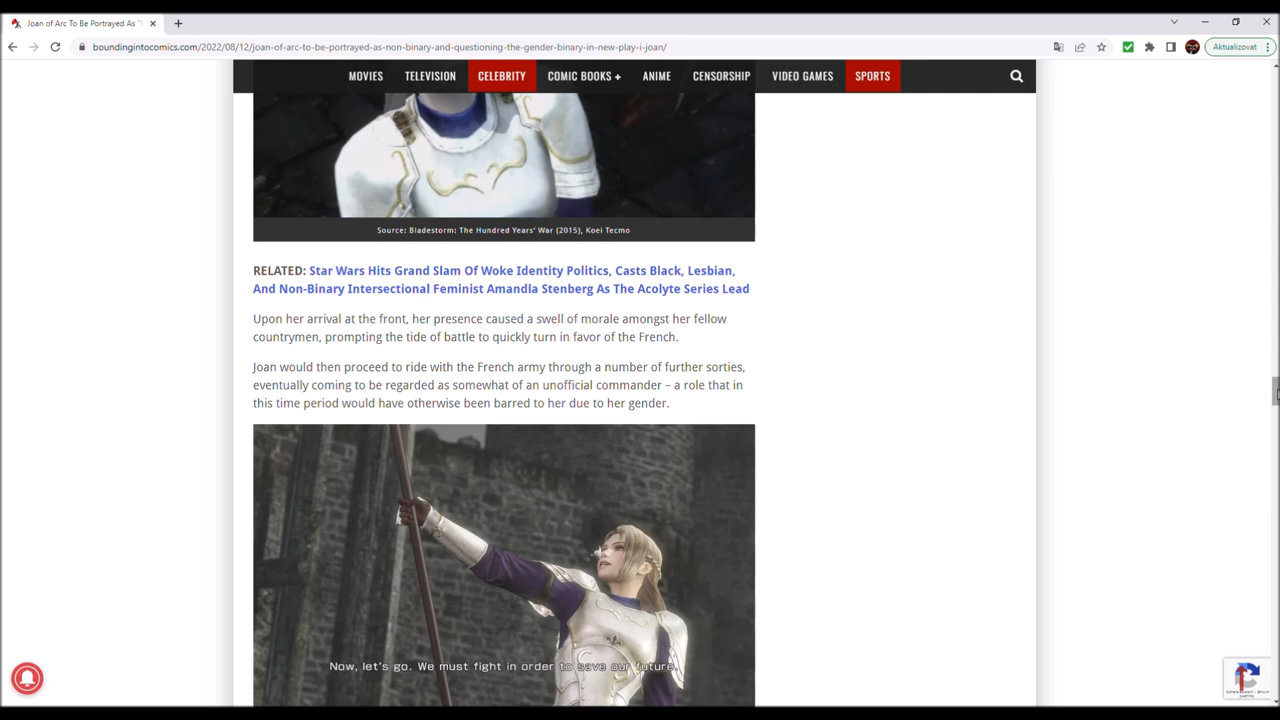 Joan of Arc To Be Portrayed As "
boundingintocomics.com/2022/08/12/joan-of-arc-to-be-portrayed-as-non-binary-and-questioning-the-gender-binary-in-new-play-i-joan/
Aktualizovat
MOVIES TELEVISION CELEBRITY COMIC BOOKS + ANIME CENSORSHIP VIDEO GAMES SPORTS
Source: Bladestorm: The Hundred Years' War (2015), Koei Tecmo
RELATED: Star Wars Hits Grand Slam Of Woke Identity Politics, Casts Black, Lesbian,
And Non-Binary Intersectional Feminist Amandla Stenberg As The Acolyte Series Lead
Upon her arrival at the front, her presence caused a swell of morale amongst her fellow
countrymen, prompting the tide of battle to quickly turn in favor of the French.
Joan would then proceed to ride with the French army through a number of further sorties,
eventually coming to be regarded as somewhat of an unofficial commander – a role that in
this time period would have otherwise been barred to her due to her gender.
Now, let's go. We must fight in order to save our future.